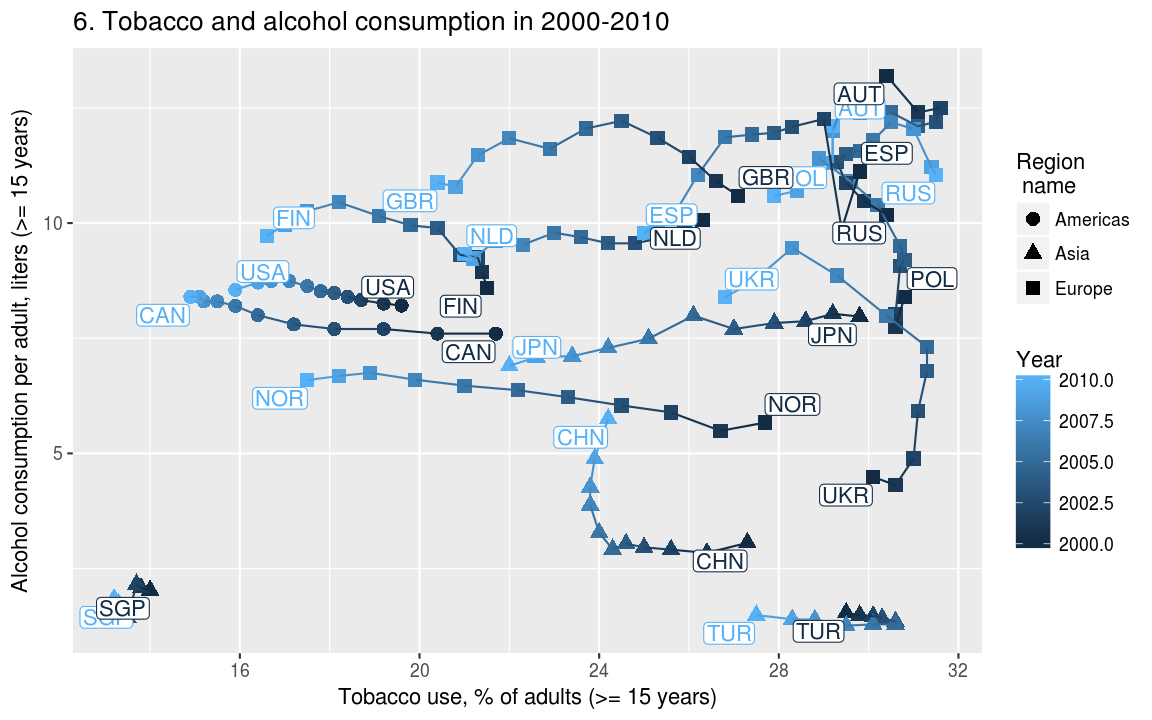 6. Tobacco and alcohol consumption in 2000-2010
AUT
AUT
ESP
GBR
OL
RUS
GBR
FIN
ESP
NLD
NLD
RUS
USA
USA
UKR
POL
CAN
FIN
JPN
CAN
JPN
NOR
NOR
CHN
UKR
CHN
SGP
SGP
TUR
TUR
10
5
16
20
24
28
32
Tobacco use, % of adults (>= 15 years)
Alcohol consumption per adult, liters (>= 15 years)
Region
name
Americas
Asia
Europe
Year
2010.0
2007.5
2005.0
2002.5
2000.0